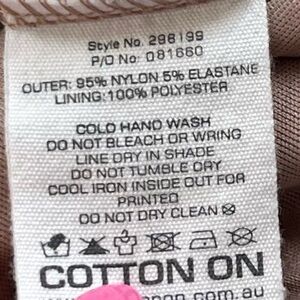 Style No. 296199
P/O No: 081660
OUTER: 95% NYLON 5% ELASTANE
LINING: 100% POLYESTER
COLD HAND WASH
DO NOT BLEACH OR WRING
LINE DRY IN SHADE
DO NOT TUMBLE DRY
COOL IRON INSIDE OUT FOR
PRINTED
DO NOT DRY CLEAN
COTTON ON